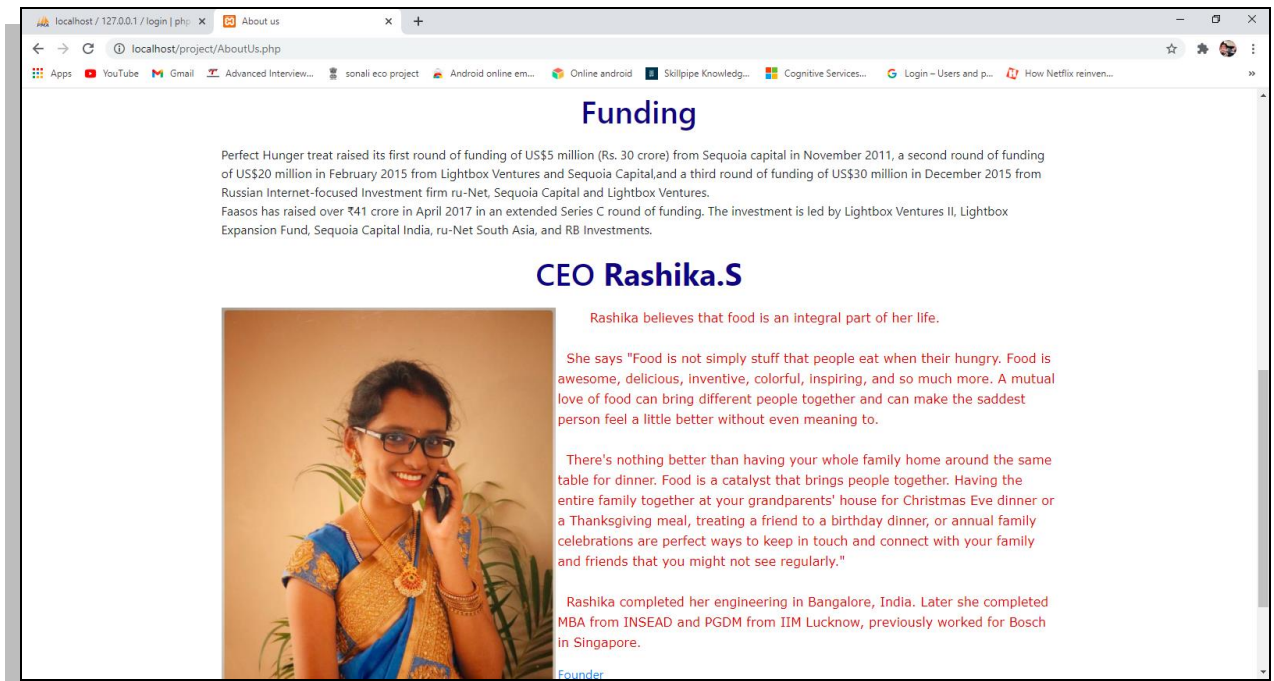 localhost / 127.0.0.1 / login | php
About us
localhost/project/AboutUs.php
Apps YouTube Gmail Advanced Interview... sonali eco project Android online em... Online android Skillpipe Knowledg... Cognitive Services... Login – Users and p... How Netflix reinven... »
Funding
Perfect Hunger treat raised its first round of funding of US$5 million (Rs. 30 crore) from Sequoia capital in November 2011, a second round of funding
of US$20 million in February 2015 from Lightbox Ventures and Sequoia Capital,and a third round of funding of US$30 million in December 2015 from
Russian Internet-focused Investment firm ru-Net, Sequoia Capital and Lightbox Ventures.
Faasos has raised over ₹41 crore in April 2017 in an extended Series C round of funding. The investment is led by Lightbox Ventures II, Lightbox
Expansion Fund, Sequoia Capital India, ru-Net South Asia, and RB Investments.
CEO Rashika.S
Rashika believes that food is an integral part of her life.
She says "Food is not simply stuff that people eat when their hungry. Food is
awesome, delicious, inventive, colorful, inspiring, and so much more. A mutual
love of food can bring different people together and can make the saddest
person feel a little better without even meaning to.
There's nothing better than having your whole family home around the same
table for dinner. Food is a catalyst that brings people together. Having the
entire family together at your grandparents' house for Christmas Eve dinner or
a Thanksgiving meal, treating a friend to a birthday dinner, or annual family
celebrations are perfect ways to keep in touch and connect with your family
and friends that you might not see regularly."
Rashika completed her engineering in Bangalore, India. Later she completed
MBA from INSEAD and PGDM from IIM Lucknow, previously worked for Bosch
in Singapore.
Founder